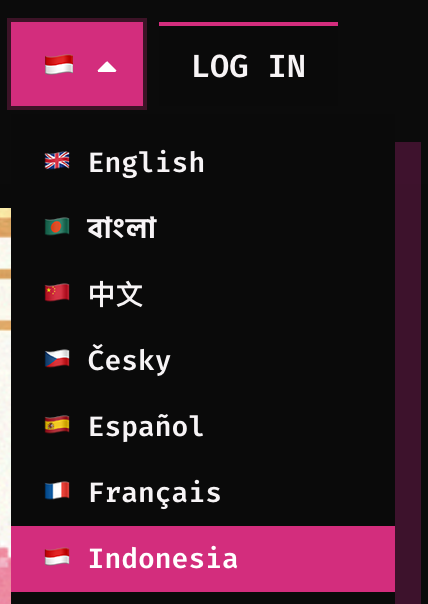 LOG IN
English
বাংলা
中文
Česky
Español
Français
Indonesia